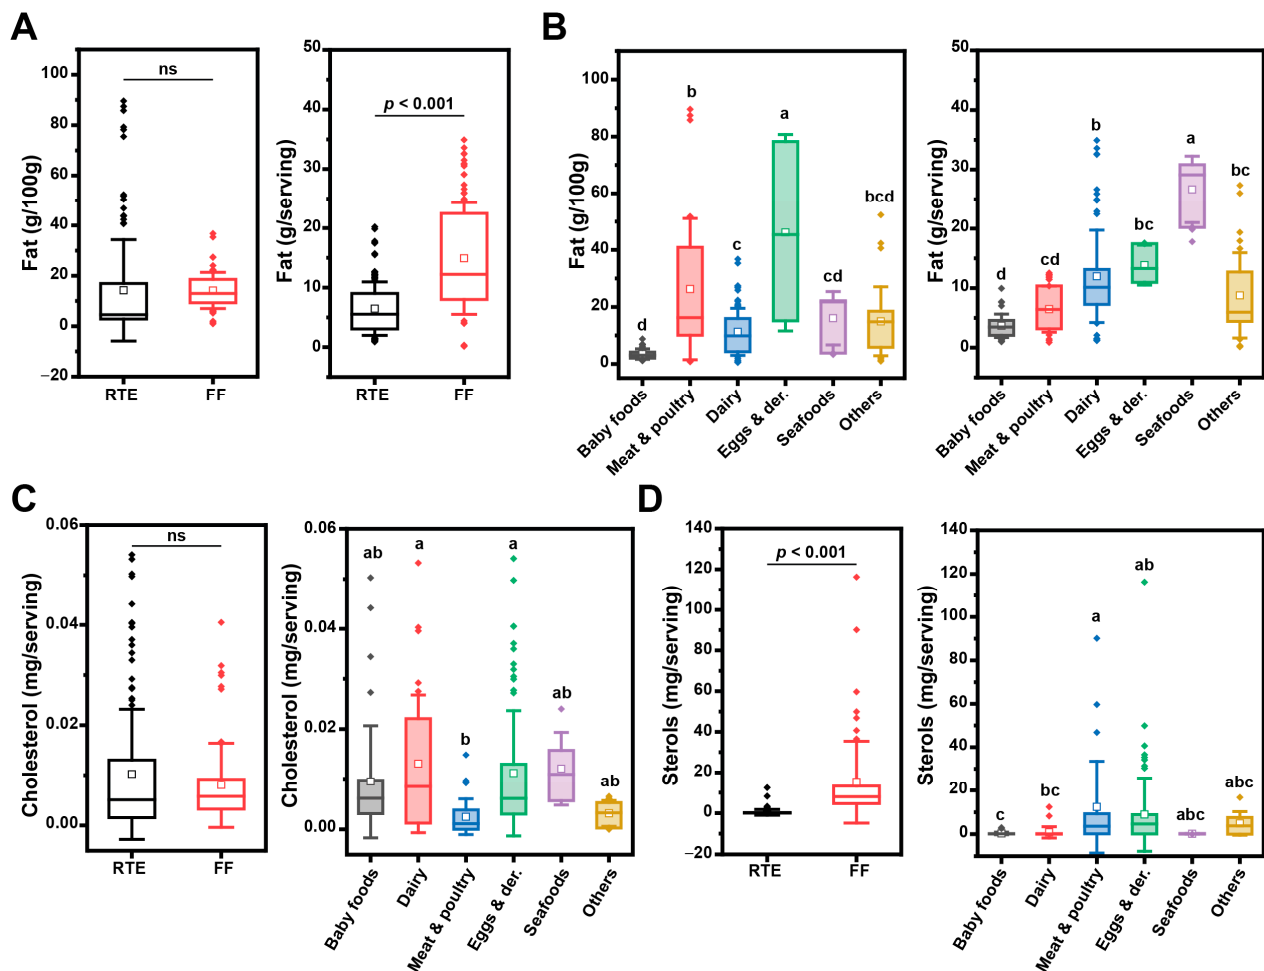 A
B
ns
p < 0.001
Fat (g/100g)
100
80
60
40
20
0
−20
RTE
FF
Fat (g/serving)
50
40
30
20
10
0
RTE
FF
Fat (g/100g)
100
80
60
40
20
0
d
b
c
a
cd
bcd
Baby foods
Meat & poultry
Dairy
Eggs & der.
Seafoods
Others
Fat (g/serving)
50
40
30
20
10
0
d
cd
b
bc
a
bc
Baby foods
Meat & poultry
Dairy
Eggs & der.
Seafoods
Others
C
D
Cholesterol (mg/serving)
0.06
0.04
0.02
0.00
ns
RTE
FF
Cholesterol (mg/serving)
0.06
0.04
0.02
0.00
ab
a
b
a
ab
ab
Baby foods
Dairy
Meat & poultry
Eggs & der.
Seafoods
Others
Sterols (mg/serving)
140
120
100
80
60
40
20
0
−20
p < 0.001
RTE
FF
Sterols (mg/serving)
140
120
100
80
60
40
20
0
c
bc
a
ab
abc
abc
Baby foods
Dairy
Meat & poultry
Eggs & der.
Seafoods
Others